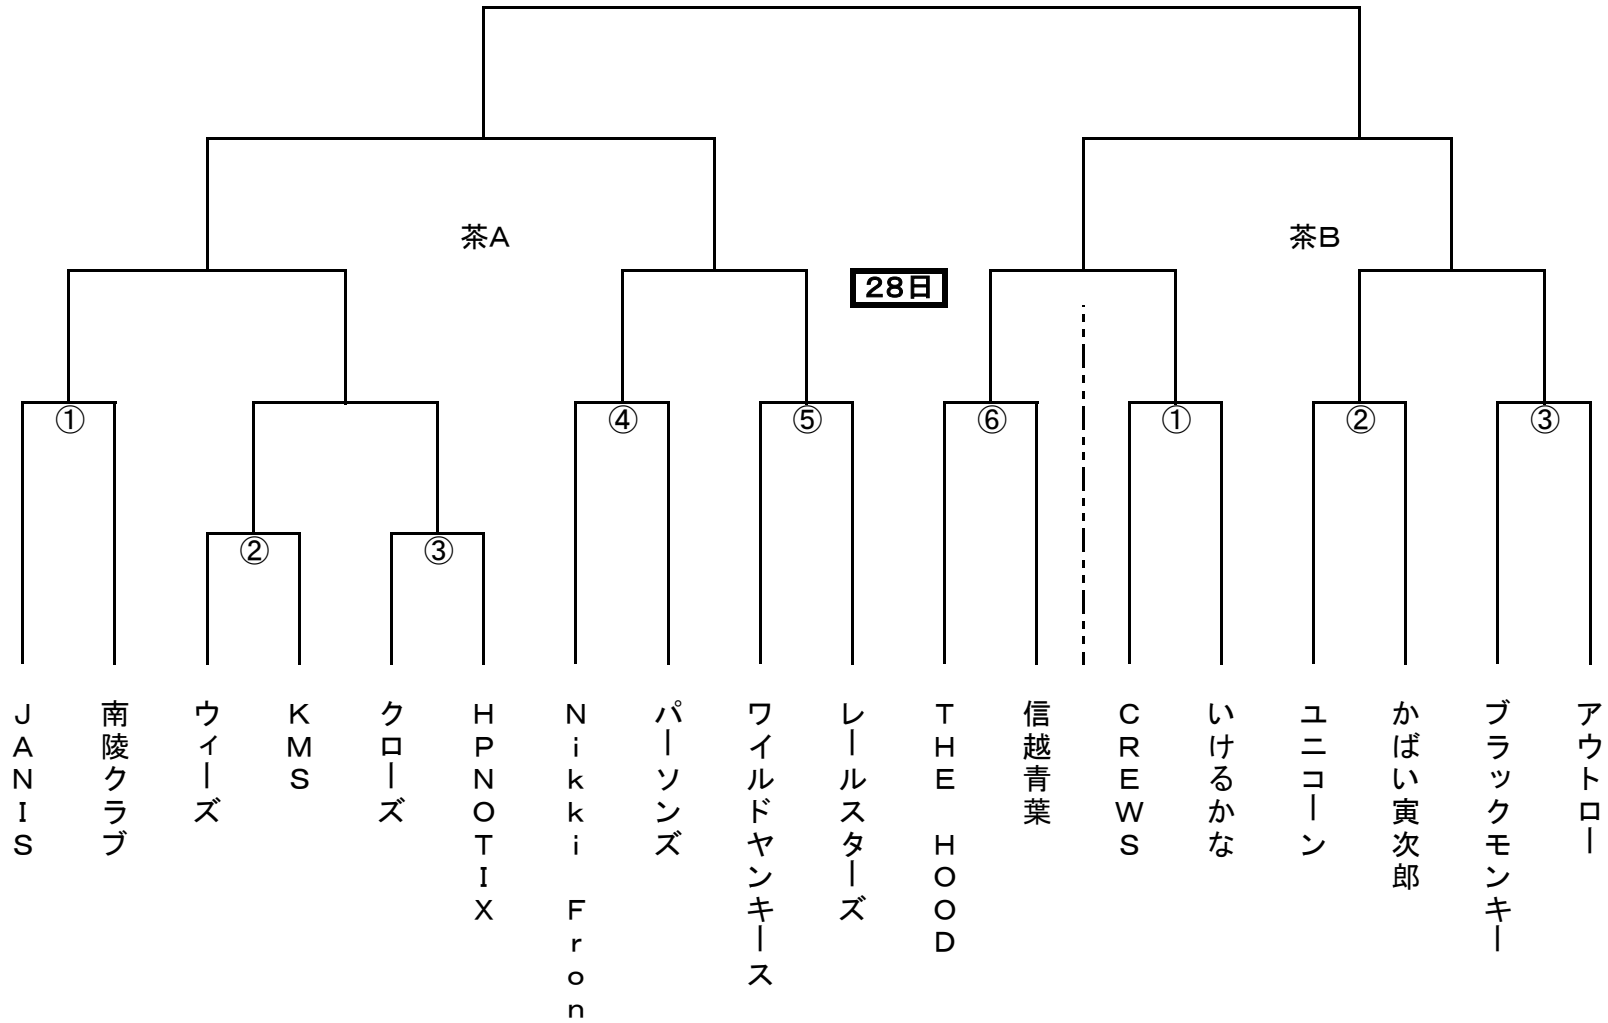 茶A
茶B
28日
①
④
⑤
⑥
①
②
③
②
③
JANIS
南陵クラブ
ウィーズ
KMS
クローズ
HPNOTIX
Nikki Fron
パーソンズ
ワイルドヤンキース
レールスターズ
THE HOOD
信越青葉
CREWS
いけるかな
ユニコーン
かばい寅次郎
ブラックモンキー
アウトロー